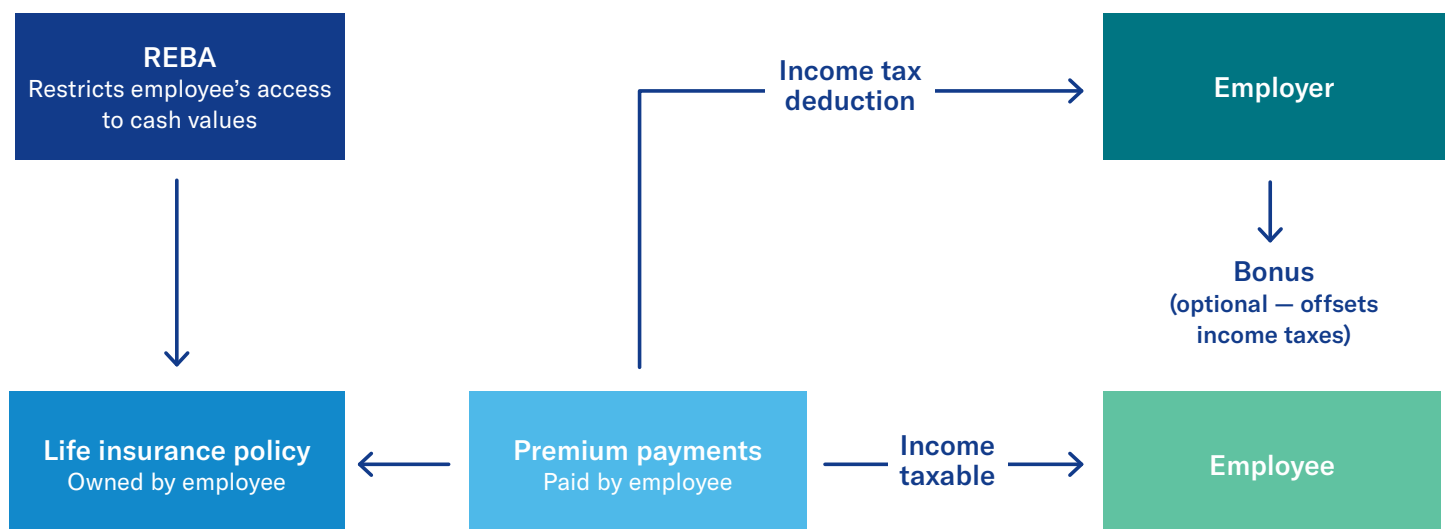 REBA
Restricts employee’s access
to cash values
Income tax
deduction
Employer
Bonus
(optional — offsets
income taxes)
Life insurance policy
Owned by employee
Premium payments
Paid by employee
Income
taxable
Employee